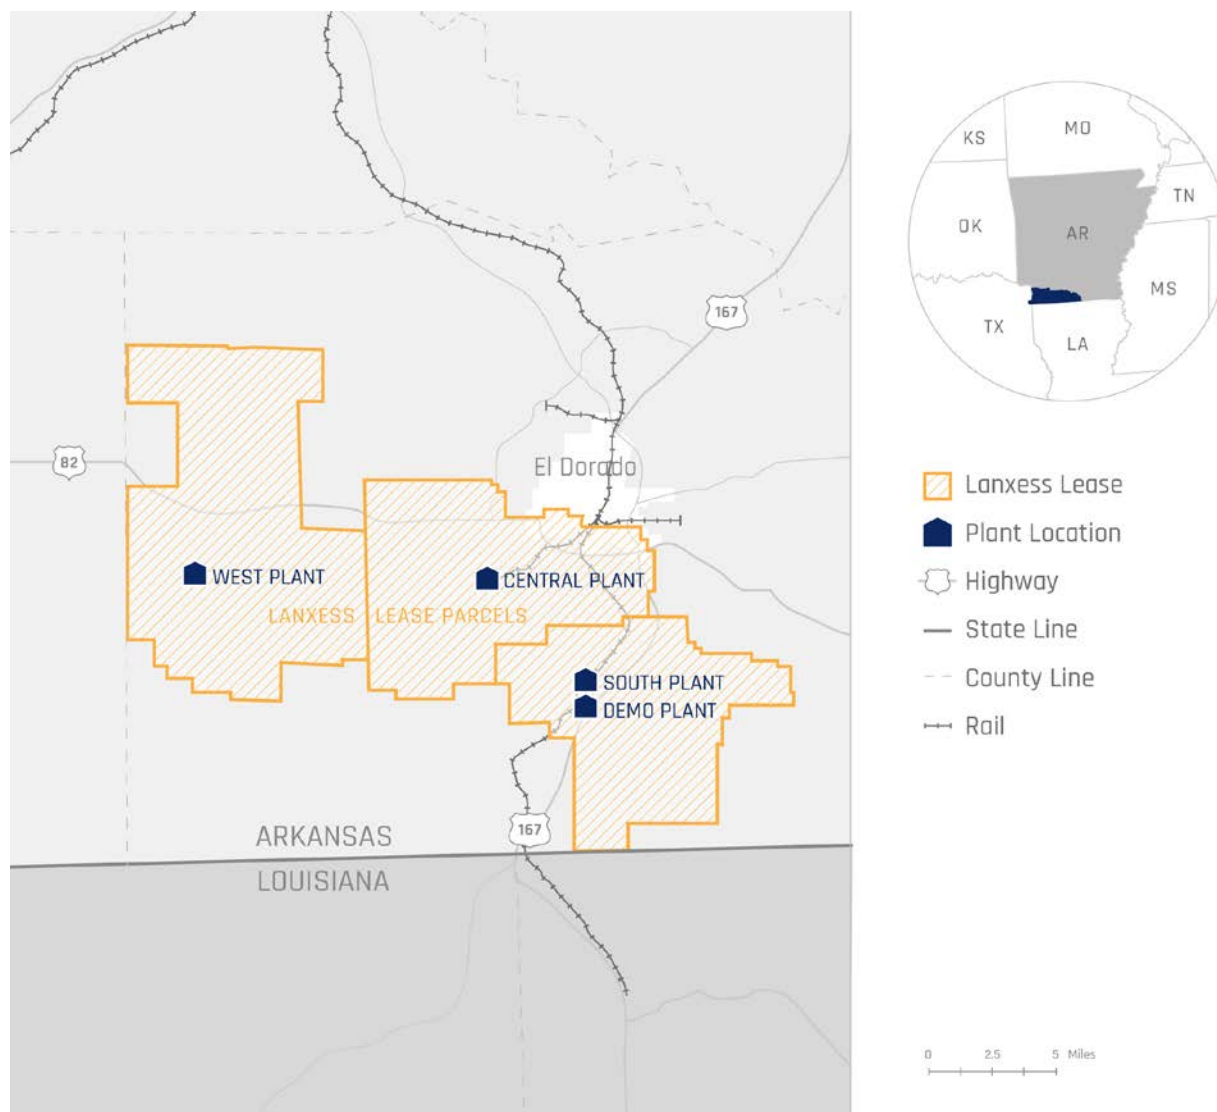 167
82
El Dorado
WEST PLANT
CENTRAL PLANT
LANXESS LEASE PARCELS
SOUTH PLANT
DEMO PLANT
167
ARKANSAS
LOUISIANA
KS
MO
TN
OK
AR
MS
TX
LA
Lanxess Lease
Plant Location
Highway
State Line
County Line
Rail
0 2.5 5 Miles